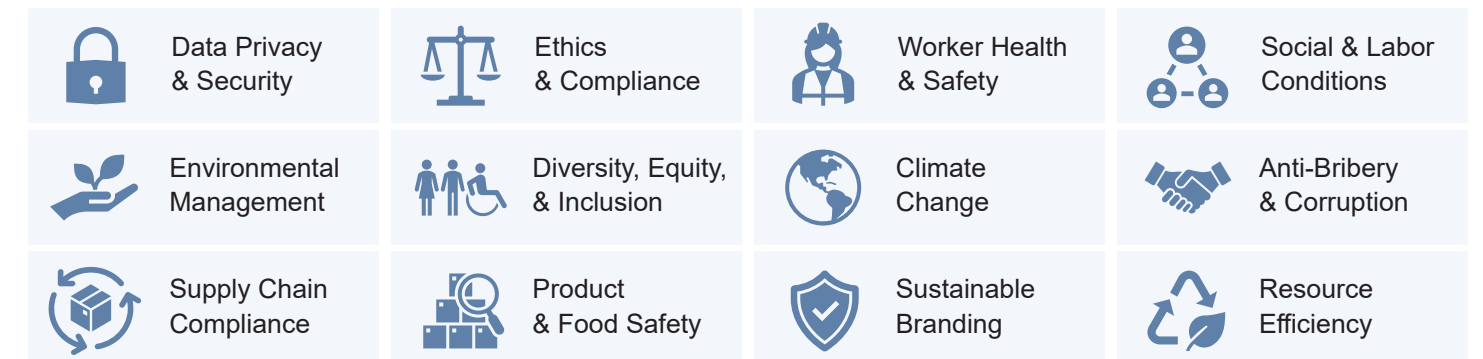 Data Privacy
& Security
Ethics
& Compliance
Worker Health
& Safety
Social & Labor
Conditions
Environmental
Management
Diversity, Equity,
& Inclusion
Climate
Change
Anti-Bribery
& Corruption
Supply Chain
Compliance
Product
& Food Safety
Sustainable
Branding
Resource
Efficiency